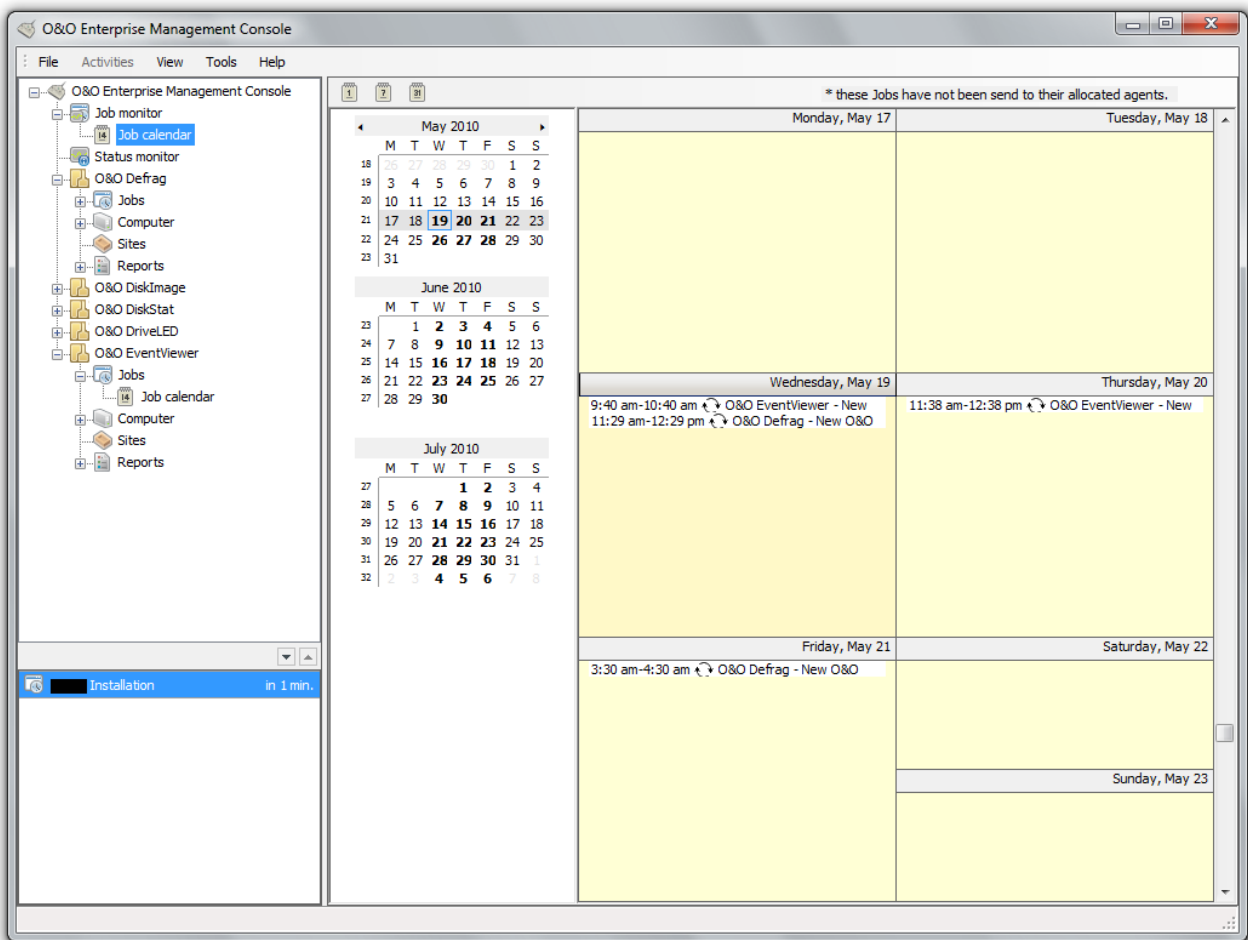 O&O Enterprise Management Console
File Activities View Tools Help
O&O Enterprise Management Console
Job monitor
14 Job calendar
Status monitor
O&O Defrag
Jobs
Computer
Sites
Reports
O&O DiskImage
O&O DiskStat
O&O DriveLED
O&O EventViewer
Jobs
14 Job calendar
Computer
Sites
Reports
Installation in 1 min.
1 7 31
* these Jobs have not been send to their allocated agents.
May 2010
M T W T F S S
18 26 27 28 29 30 1 2
19 3 4 5 6 7 8 9
20 10 11 12 13 14 15 16
21 17 18 19 20 21 22 23
22 24 25 26 27 28 29 30
23 31
June 2010
M T W T F S S
23 1 2 3 4 5 6
24 7 8 9 10 11 12 13
25 14 15 16 17 18 19 20
26 21 22 23 24 25 26 27
27 28 29 30
July 2010
M T W T F S S
27 1 2 3 4
28 5 6 7 8 9 10 11
29 12 13 14 15 16 17 18
30 19 20 21 22 23 24 25
31 26 27 28 29 30 31 1
32 2 3 4 5 6 7 8
Monday, May 17
Tuesday, May 18
Wednesday, May 19
9:40 am-10:40 am O&O EventViewer - New
11:29 am-12:29 pm O&O Defrag - New O&O
Thursday, May 20
11:38 am-12:38 pm O&O EventViewer - New
Friday, May 21
3:30 am-4:30 am O&O Defrag - New O&O
Saturday, May 22
Sunday, May 23